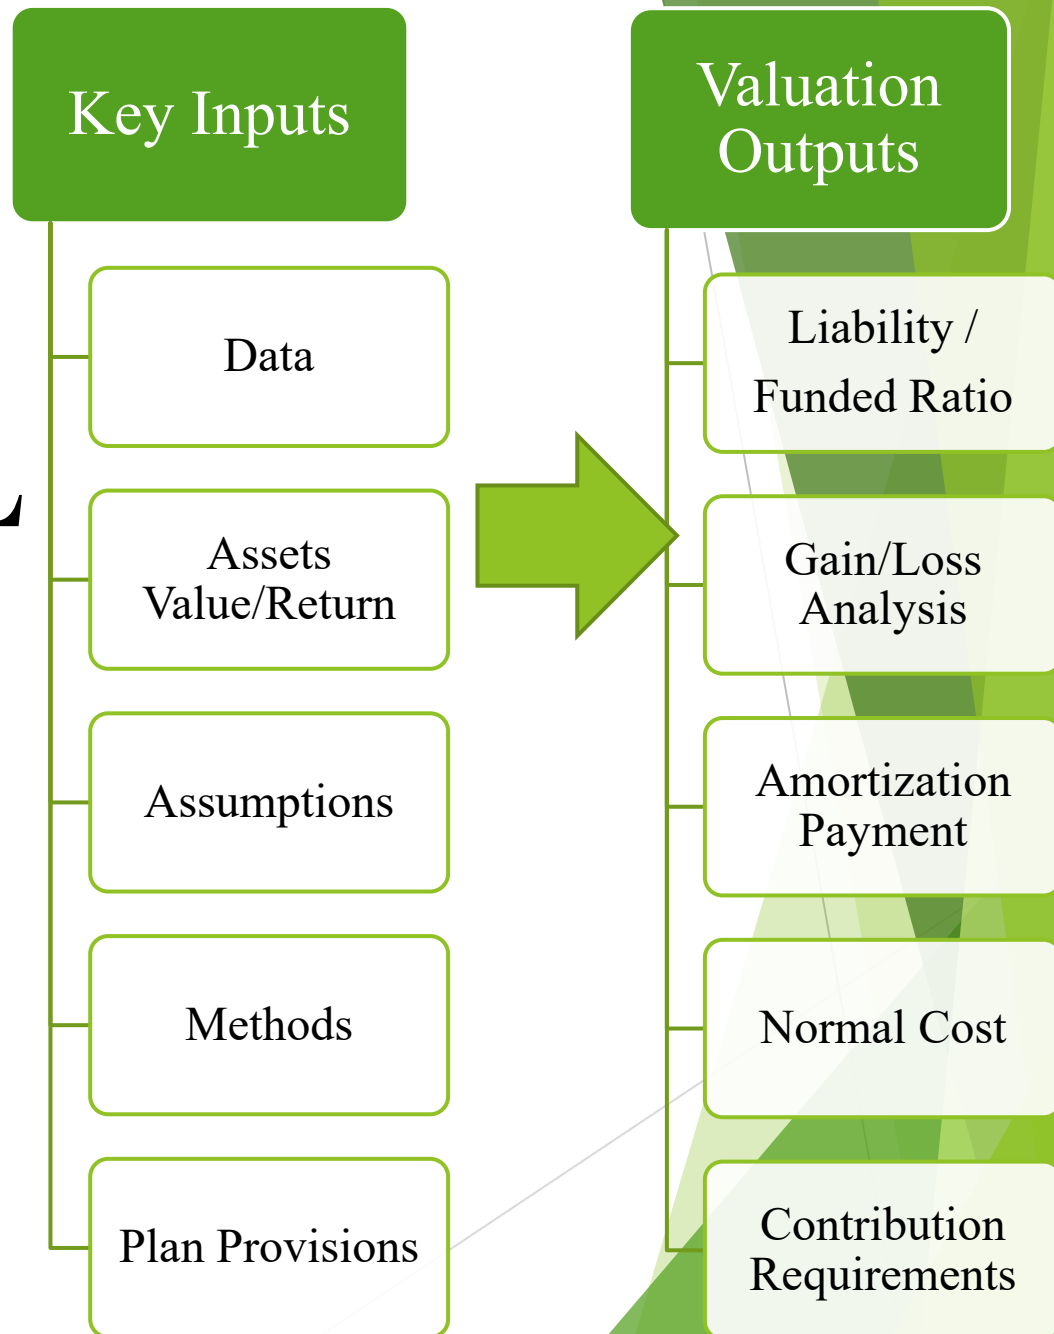 Key Inputs
Data
Assets
Value/Return
Assumptions
Methods
Plan Provisions
Valuation
Outputs
Liability /
Funded Ratio
Gain/Loss
Analysis
Amortization
Payment
Normal Cost
Contribution
Requirements